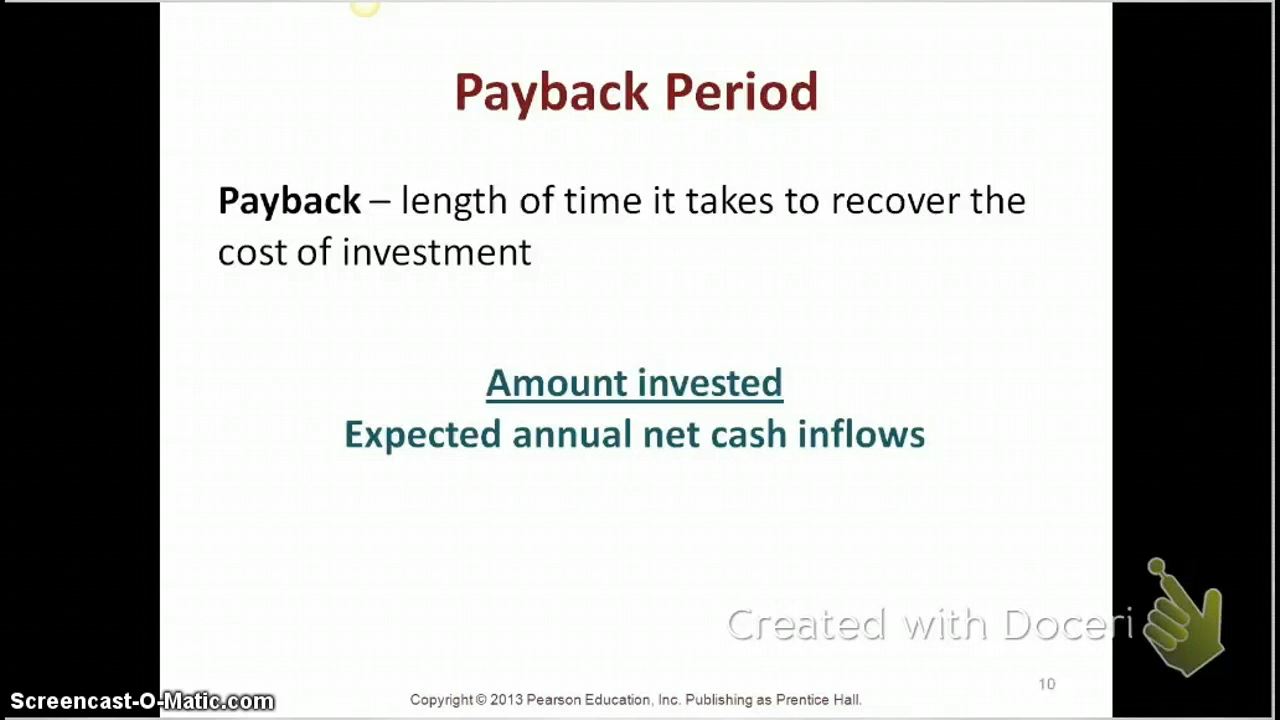 Payback Period
Payback – length of time it takes to recover the
cost of investment
Amount invested
Expected annual net cash inflows
Created with Doceri
10
Copyright © 2013 Pearson Education, Inc. Publishing as Prentice Hall.
Screencast-O-Matic.com